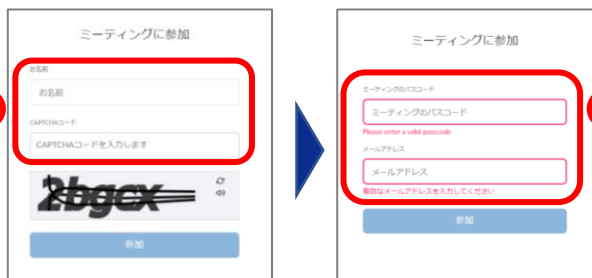 ミーティングに参加
お名前
お名前
CAPTCHAコード
CAPTCHAコードを入力します
2bgcx
参加
ミーティングに参加
ミーティングのパスコード
ミーティングのパスコード
Please enter a valid passcode.
メールアドレス
メールアドレス
有効なメールアドレスを入力してください
参加